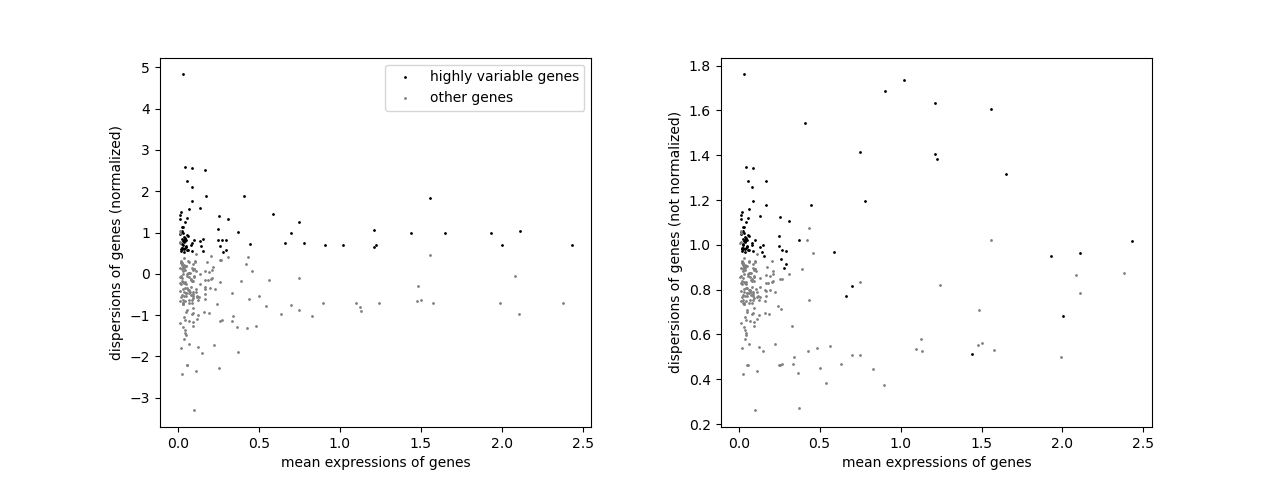 5
4
3
2
1
0
−1
−2
−3
dispersions of genes (normalized)
highly variable genes
other genes
0.0 0.5 1.0 1.5 2.0 2.5
mean expressions of genes
1.8
1.6
1.4
1.2
1.0
0.8
0.6
0.4
0.2
dispersions of genes (not normalized)
0.0 0.5 1.0 1.5 2.0 2.5
mean expressions of genes